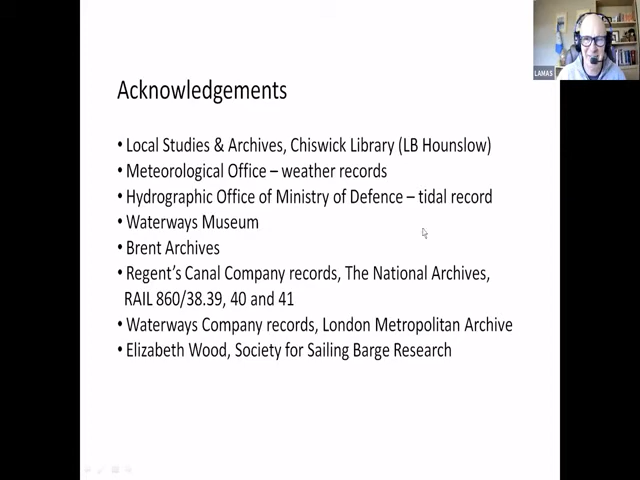 LAMAS
Acknowledgements
• Local Studies & Archives, Chiswick Library (LB Hounslow)
• Meteorological Office – weather records
• Hydrographic Office of Ministry of Defence – tidal record
• Waterways Museum
• Brent Archives
• Regent's Canal Company records, The National Archives,
RAIL 860/38.39, 40 and 41
• Waterways Company records, London Metropolitan Archive
• Elizabeth Wood, Society for Sailing Barge Research